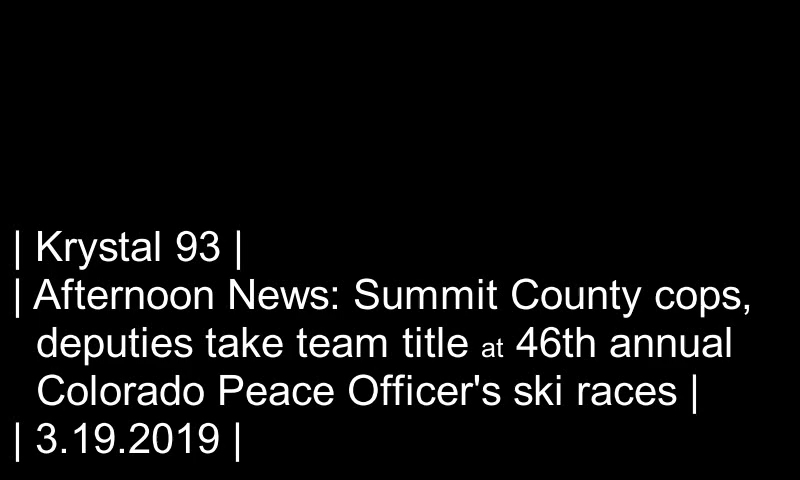 | Krystal 93 |
| Afternoon News: Summit County cops,
deputies take team title at 46th annual
Colorado Peace Officer's ski races |
| 3.19.2019 |